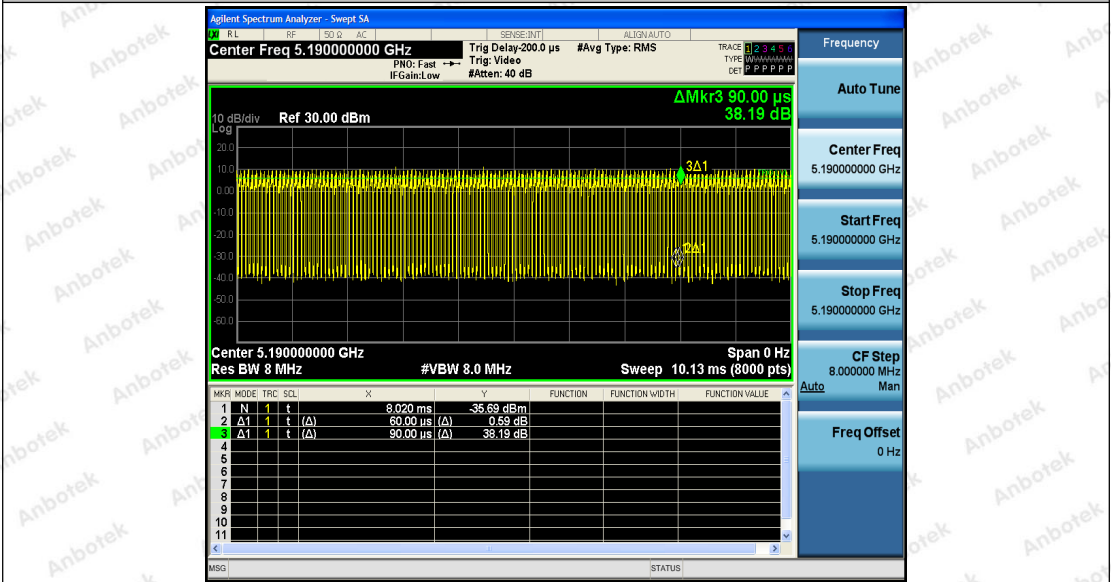 Agilent Spectrum Analyzer - Swept SA
RL RF 50 Ω AC SENSE:INT ALIGNAUTO
Center Freq 5.190000000 GHz
PNO: Fast
IFGain:Low
Trig Delay-200.0 µs
Trig: Video
#Atten: 40 dB
#Avg Type: RMS
TRACE 1 2 3 4 5 6
TYPE
DET P P P P P P
ΔMkr3 90.00 µs
38.19 dB
10 dB/div Ref 30.00 dBm
Log
20.0
10.0
0.00
-10.0
-20.0
-30.0
-40.0
-50.0
-60.0
3Δ1
2Δ1
Center 5.190000000 GHz Span 0 Hz
Res BW 8 MHz #VBW 8.0 MHz Sweep 10.13 ms (8000 pts)
MKR MODE TRC SCL X Y FUNCTION FUNCTION WIDTH FUNCTION VALUE
1 N 1 t 8.020 ms -35.69 dBm
2 Δ1 1 t (Δ) 60.00 µs (Δ) 0.59 dB
3 Δ1 1 t (Δ) 90.00 µs (Δ) 38.19 dB
4
5
6
7
8
9
10
11
MSG STATUS
Frequency
Auto Tune
Center Freq
5.190000000 GHz
Start Freq
5.190000000 GHz
Stop Freq
5.190000000 GHz
CF Step
8.000000 MHz
Auto Man
Freq Offset
0 Hz
Anbotek